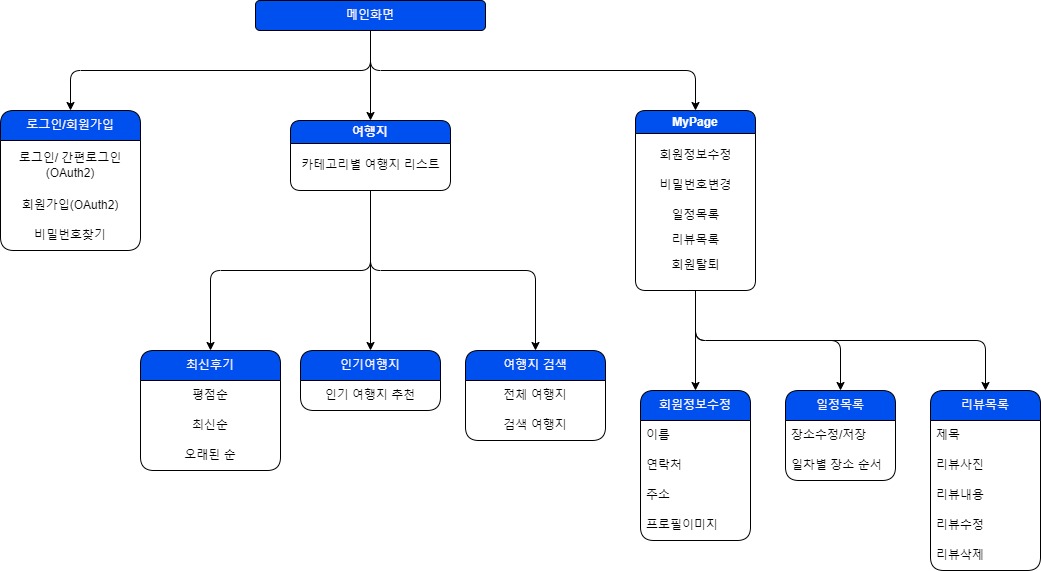 메인화면
로그인/회원가입
로그인/ 간편로그인
(OAuth2)
회원가입(OAuth2)
비밀번호찾기
여행지
카테고리별 여행지 리스트
MyPage
회원정보수정
비밀번호변경
일정목록
리뷰목록
회원탈퇴
최신후기
평점순
최신순
오래된 순
인기여행지
인기 여행지 추천
여행지 검색
전체 여행지
검색 여행지
회원정보수정
이름
연락처
주소
프로필이미지
일정목록
장소수정/저장
일차별 장소 순서
리뷰목록
제목
리뷰사진
리뷰내용
리뷰수정
리뷰삭제